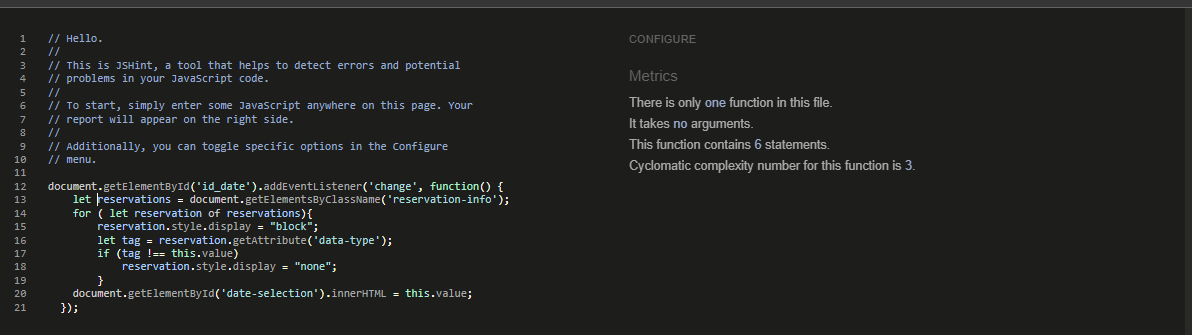 1 // Hello.
2 //
3 // This is JSHint, a tool that helps to detect errors and potential
4 // problems in your JavaScript code.
5 //
6 // To start, simply enter some JavaScript anywhere on this page. Your
7 // report will appear on the right side.
8 //
9 // Additionally, you can toggle specific options in the Configure
10 // menu.
11
12 document.getElementById('id_date').addEventListener('change', function() {
13     let reservations = document.getElementsByClassName('reservation-info');
14     for ( let reservation of reservations){
15         reservation.style.display = "block";
16         let tag = reservation.getAttribute('data-type');
17         if (tag !== this.value)
18             reservation.style.display = "none";
19         }
20     document.getElementById('date-selection').innerHTML = this.value;
21   });
CONFIGURE
Metrics
There is only one function in this file.
It takes no arguments.
This function contains 6 statements.
Cyclomatic complexity number for this function is 3.